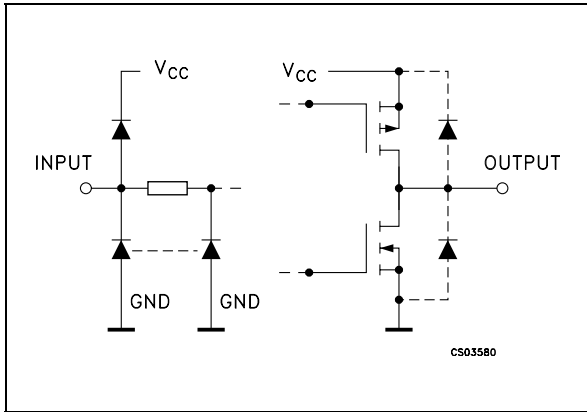 VCC
VCC
INPUT
OUTPUT
GND
GND
CS03580